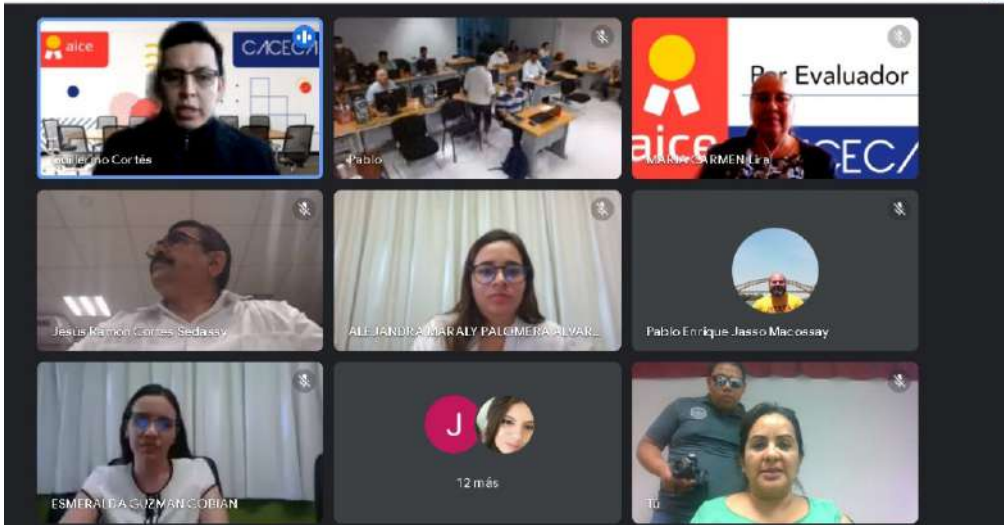 aice
CACECA
Guillermo Cortés
Pablo
Par Evaluador
aice
CECA
MARIA CARMEN Lira
Jesus Ramon Cortes Sedassy
ALEJANDRA MARALY PALOMERA ALVAR...
Pablo Enrique Jasso Macossay
ESMERALDA GUZMAN COBIAN
J
12 más
Tú